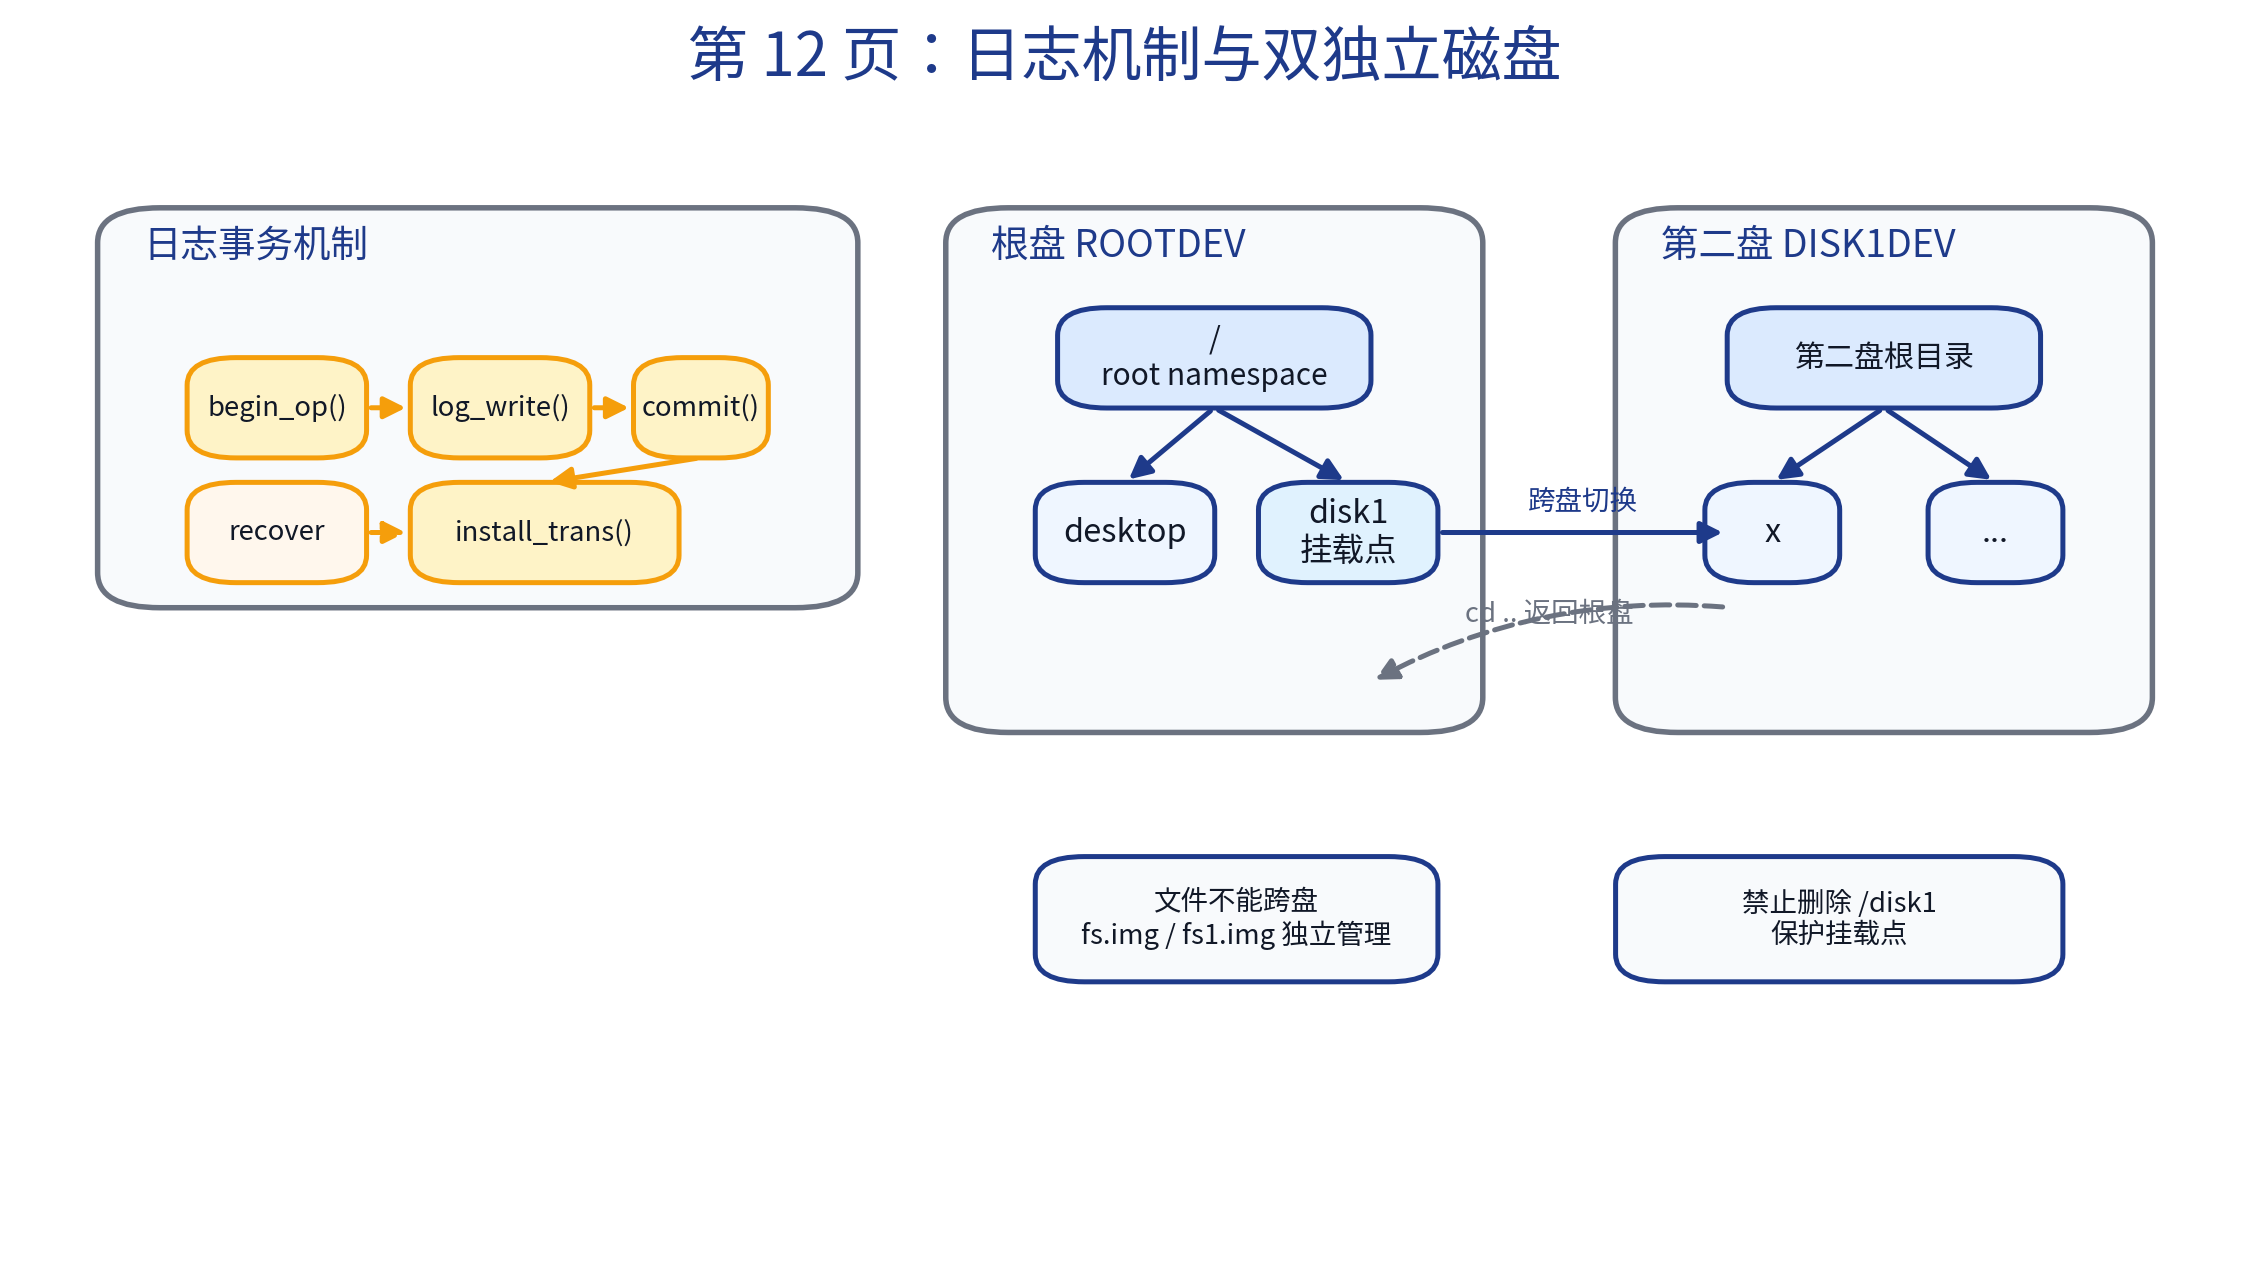 第 12 页：日志机制与双独立磁盘
日志事务机制
begin_op()
log_write()
commit()
recover
install_trans()
根盘 ROOTDEV
/
root namespace
desktop
disk1
挂载点
跨盘切换
cd .. 返回根盘
第二盘 DISK1DEV
第二盘根目录
x
...
文件不能跨盘
fs.img / fs1.img 独立管理
禁止删除 /disk1
保护挂载点